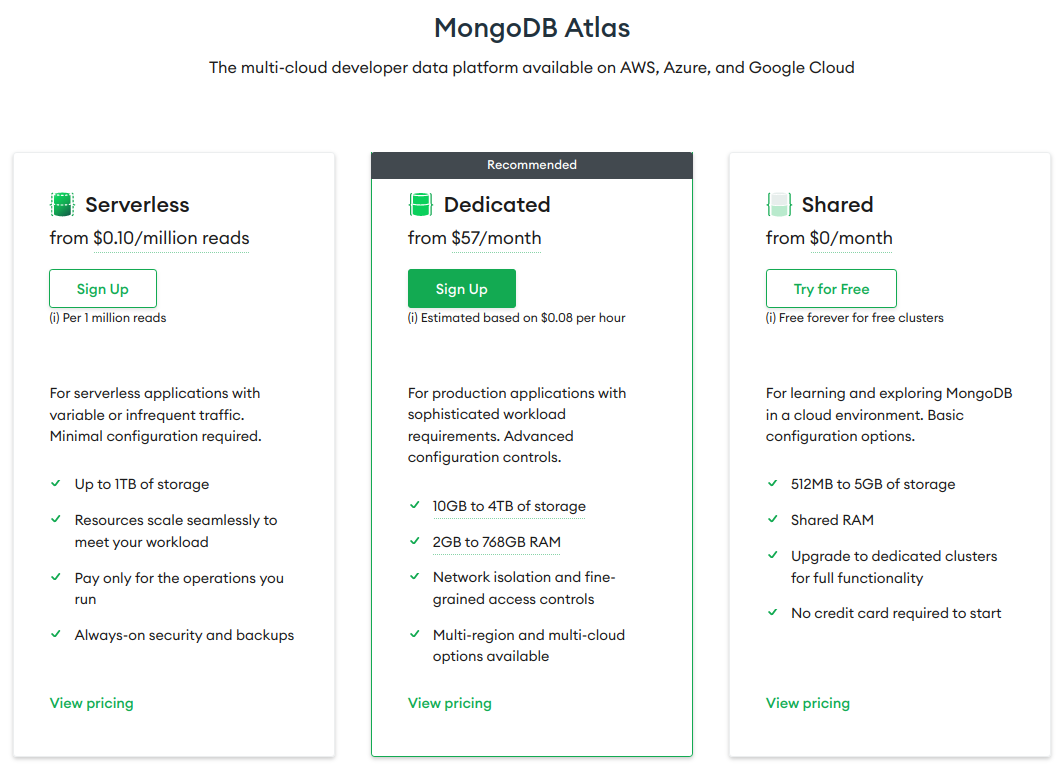 MongoDB Atlas
The multi-cloud developer data platform available on AWS, Azure, and Google Cloud
Serverless
from $0.10/million reads
Sign Up
(i) Per 1 million reads
For serverless applications with
variable or infrequent traffic.
Minimal configuration required.
Up to 1TB of storage
Resources scale seamlessly to
meet your workload
Pay only for the operations you
run
Always-on security and backups
View pricing
Recommended
Dedicated
from $57/month
Sign Up
(i) Estimated based on $0.08 per hour
For production applications with
sophisticated workload
requirements. Advanced
configuration controls.
10GB to 4TB of storage
2GB to 768GB RAM
Network isolation and fine-
grained access controls
Multi-region and multi-cloud
options available
View pricing
Shared
from $0/month
Try for Free
(i) Free forever for free clusters
For learning and exploring MongoDB
in a cloud environment. Basic
configuration options.
512MB to 5GB of storage
Shared RAM
Upgrade to dedicated clusters
for full functionality
No credit card required to start
View pricing